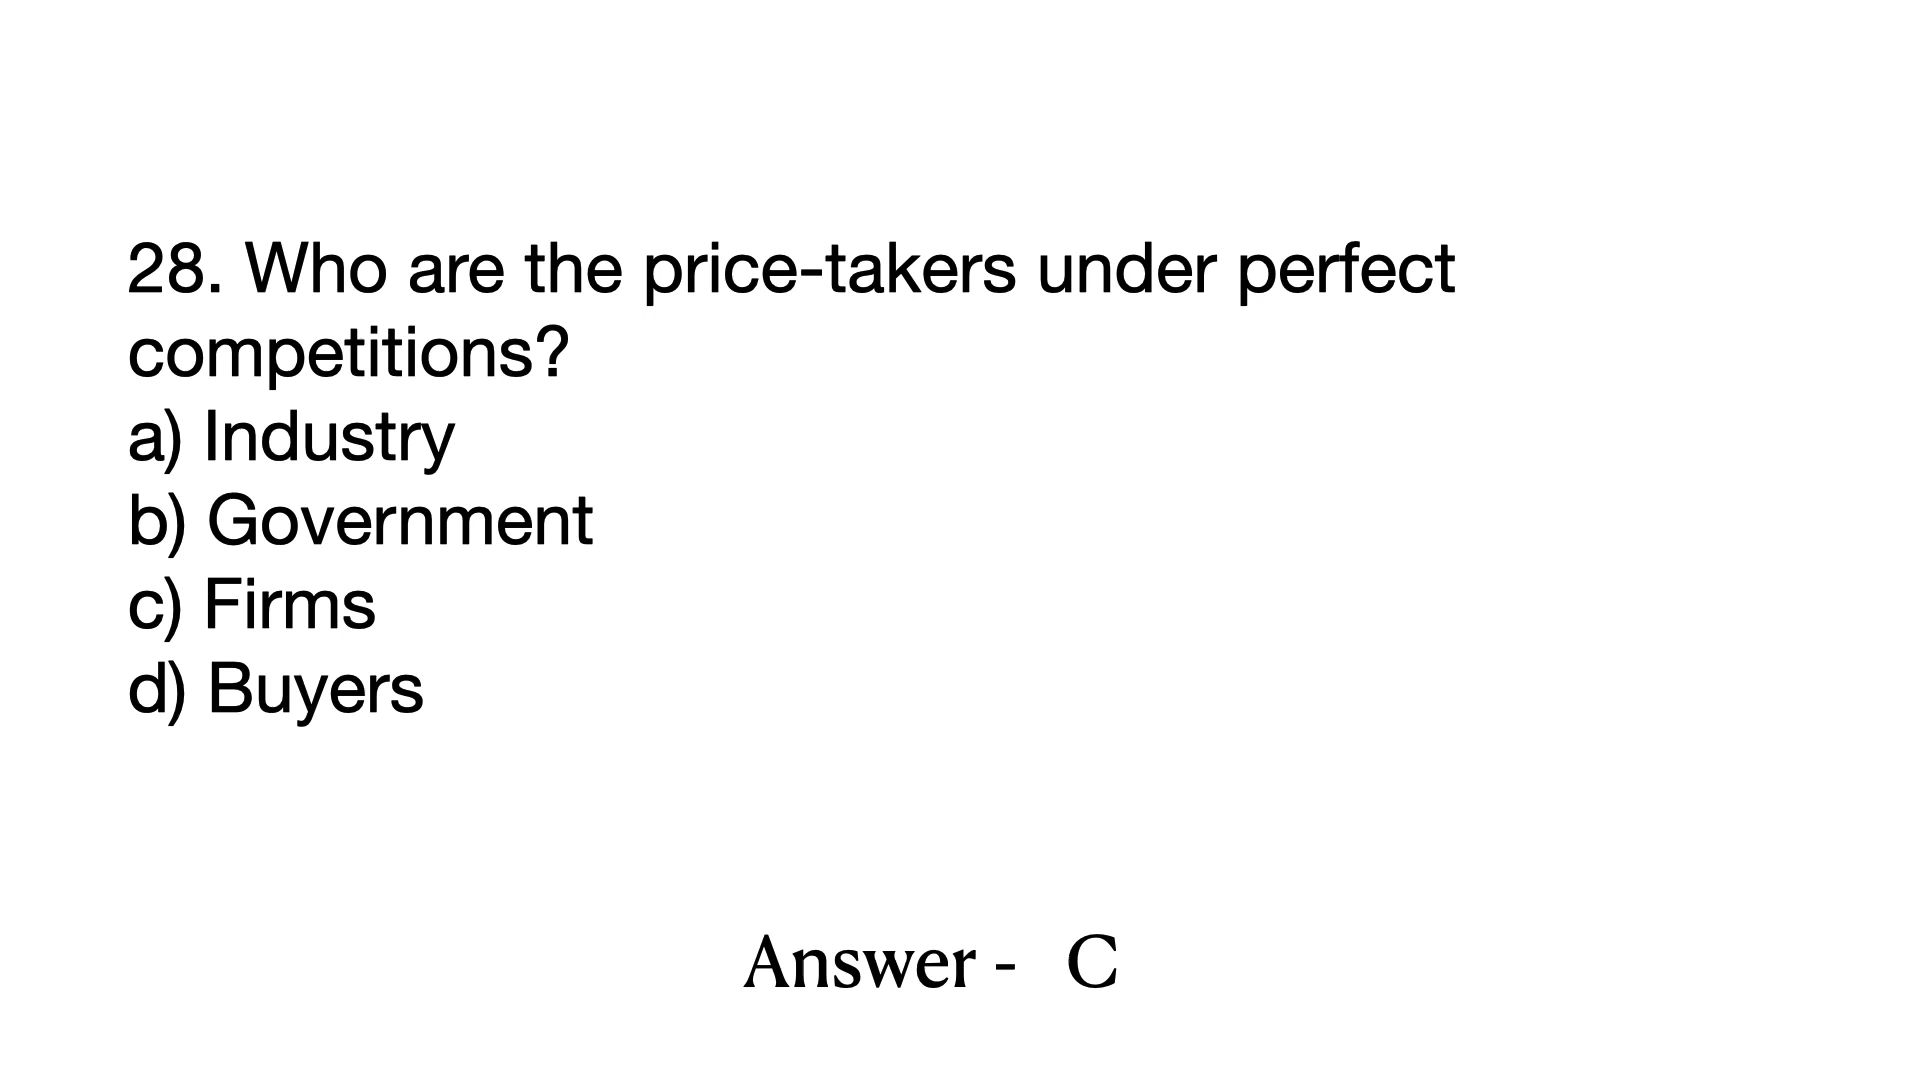 28. Who are the price-takers under perfect
competitions?
a) Industry
b) Government
c) Firms
d) Buyers
Answer - C